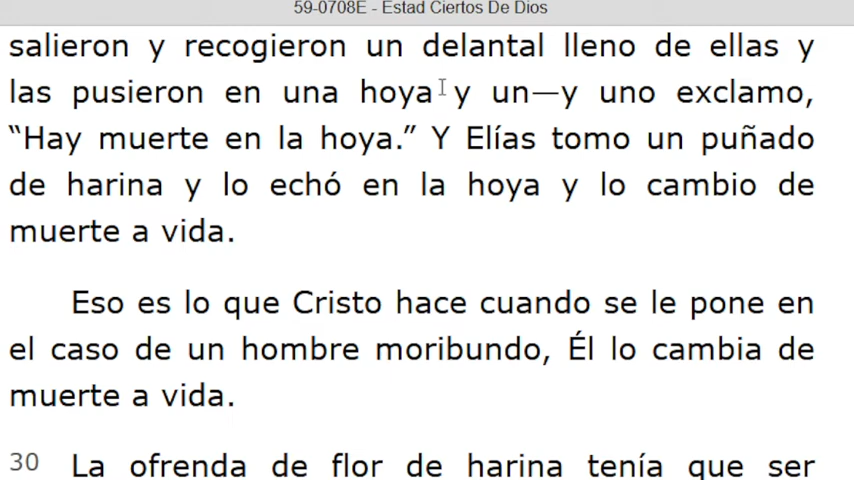 59-0708E - Estad Ciertos De Dios
salieron y recogieron un delantal lleno de ellas y
las pusieron en una hoya y un—y uno exclamo,
“Hay muerte en la hoya.” Y Elías tomo un puñado
de harina y lo echó en la hoya y lo cambio de
muerte a vida.
Eso es lo que Cristo hace cuando se le pone en
el caso de un hombre moribundo, Él lo cambia de
muerte a vida.
30 La ofrenda de flor de harina tenía que ser